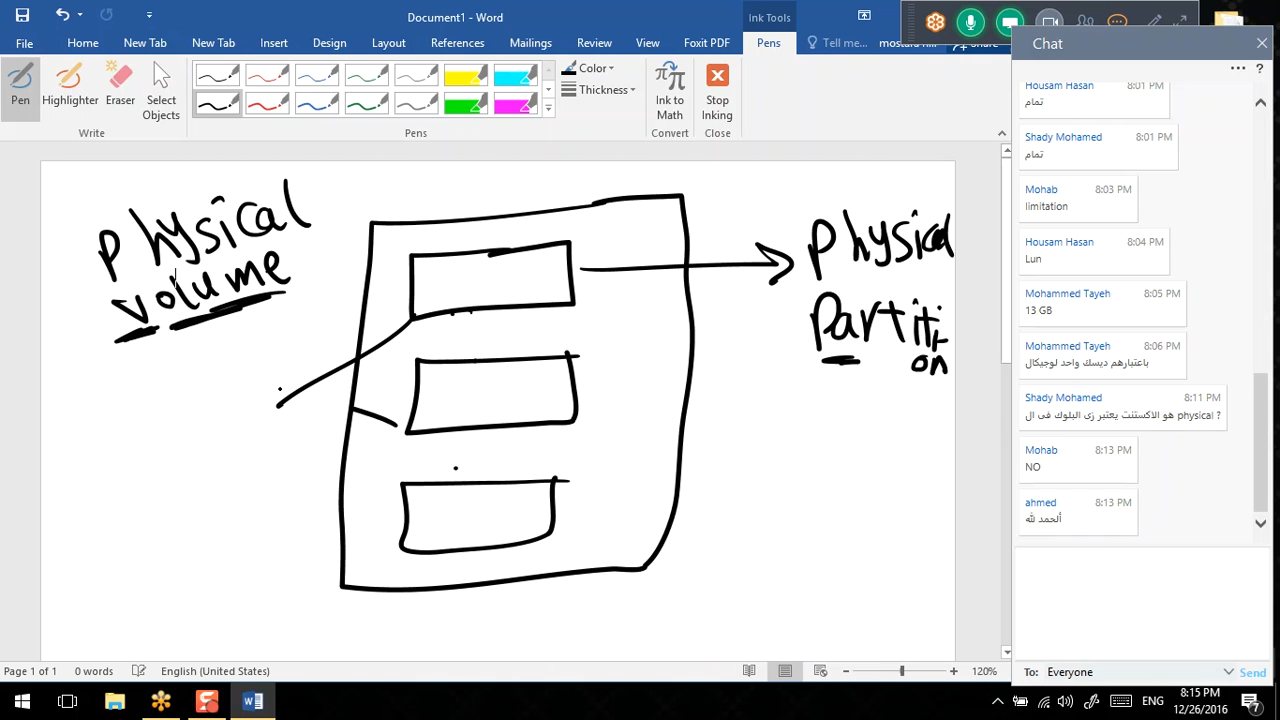 Document1 - Word
Ink Tools
File
Home
New Tab
New Tab
Insert
Design
Layout
References
Mailings
Review
View
Foxit PDF
Pens
Tell me...
Pen
Highlighter
Eraser
Select Objects
Write
Pens
Color
Thickness
Ink to Math
Convert
Stop Inking
Close
physical
volume
physical
Partiti
on
Chat
Housam Hasan 8:01 PM
تمام
Shady Mohamed 8:01 PM
تمام
Mohab 8:03 PM
limitation
Housam Hasan 8:04 PM
Lun
Mohammed Tayeh 8:05 PM
13 GB
Mohammed Tayeh 8:06 PM
باعتبارهم ديسك واحد لوجيكال
Shady Mohamed 8:11 PM
هو الاكستنت يعتبر زى البلوك فى ال physical ?
Mohab 8:13 PM
NO
ahmed 8:13 PM
ألحمد لله
To: Everyone
Send
Page 1 of 1
0 words
English (United States)
120%
ENG
8:15 PM
12/26/2016
7